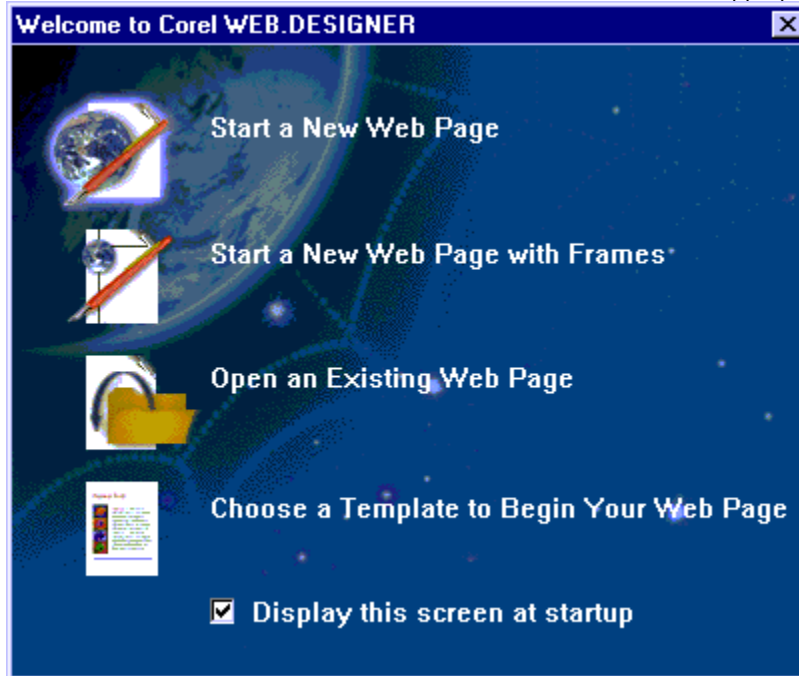 Welcome to Corel WEB.DESIGNER
Start a New Web Page
Start a New Web Page with Frames
Open an Existing Web Page
Choose a Template to Begin Your Web Page
Display this screen at startup